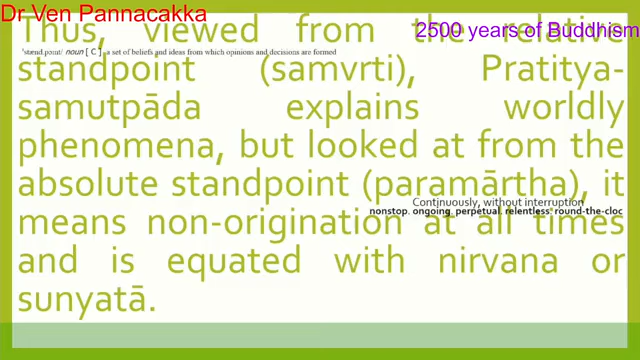 Dr Ven Pannacakka
2500 years of Buddhism
Thus, viewed from the relative
/ˈstænd.pɔɪnt/ noun [ C ] a set of beliefs and ideas from which opinions and decisions are formed
standpoint (samvrti), Pratitya-
samutpāda explains worldly
phenomena, but looked at from the
absolute standpoint (paramārtha), it
Continuously, without interruption
nonstop. ongoing. perpetual. relentless. round-the-cloc
means non-origination at all times
and is equated with nirvana or
sunyatā.